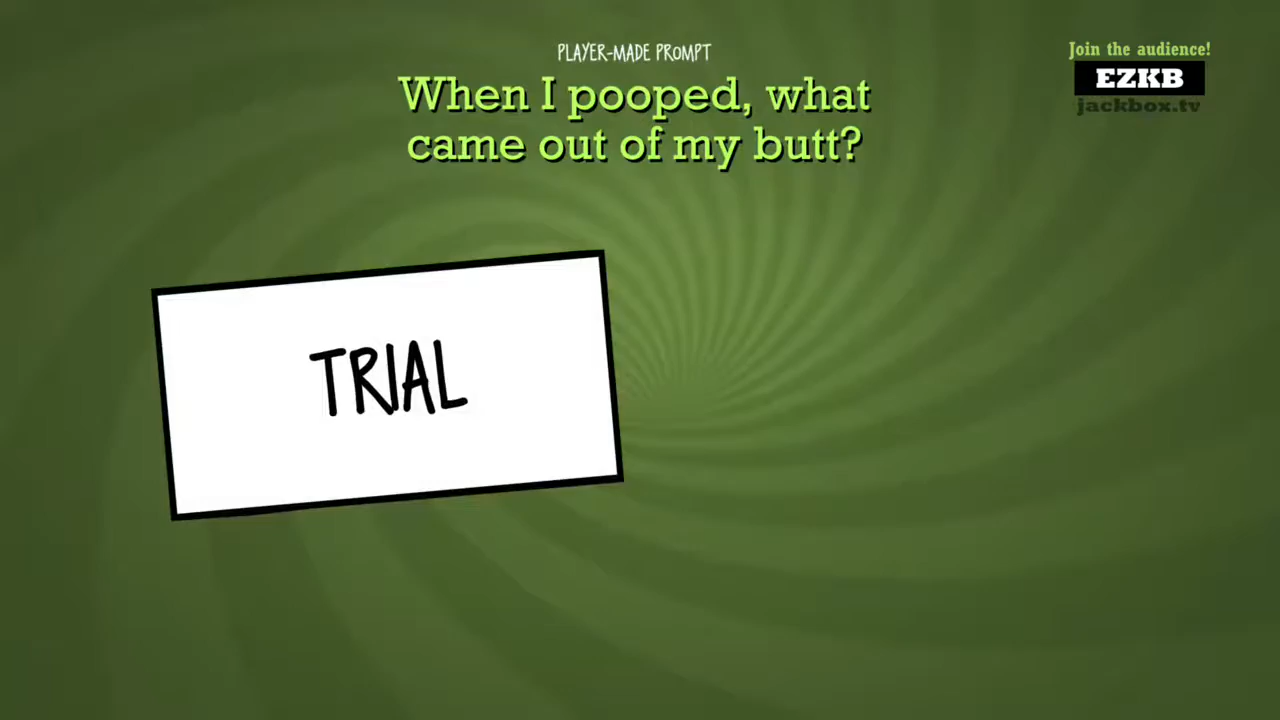 PLAYER-MADE PROMPT
When I pooped, what
came out of my butt?
Join the audience!
EZKB
jackbox.tv
TRIAL